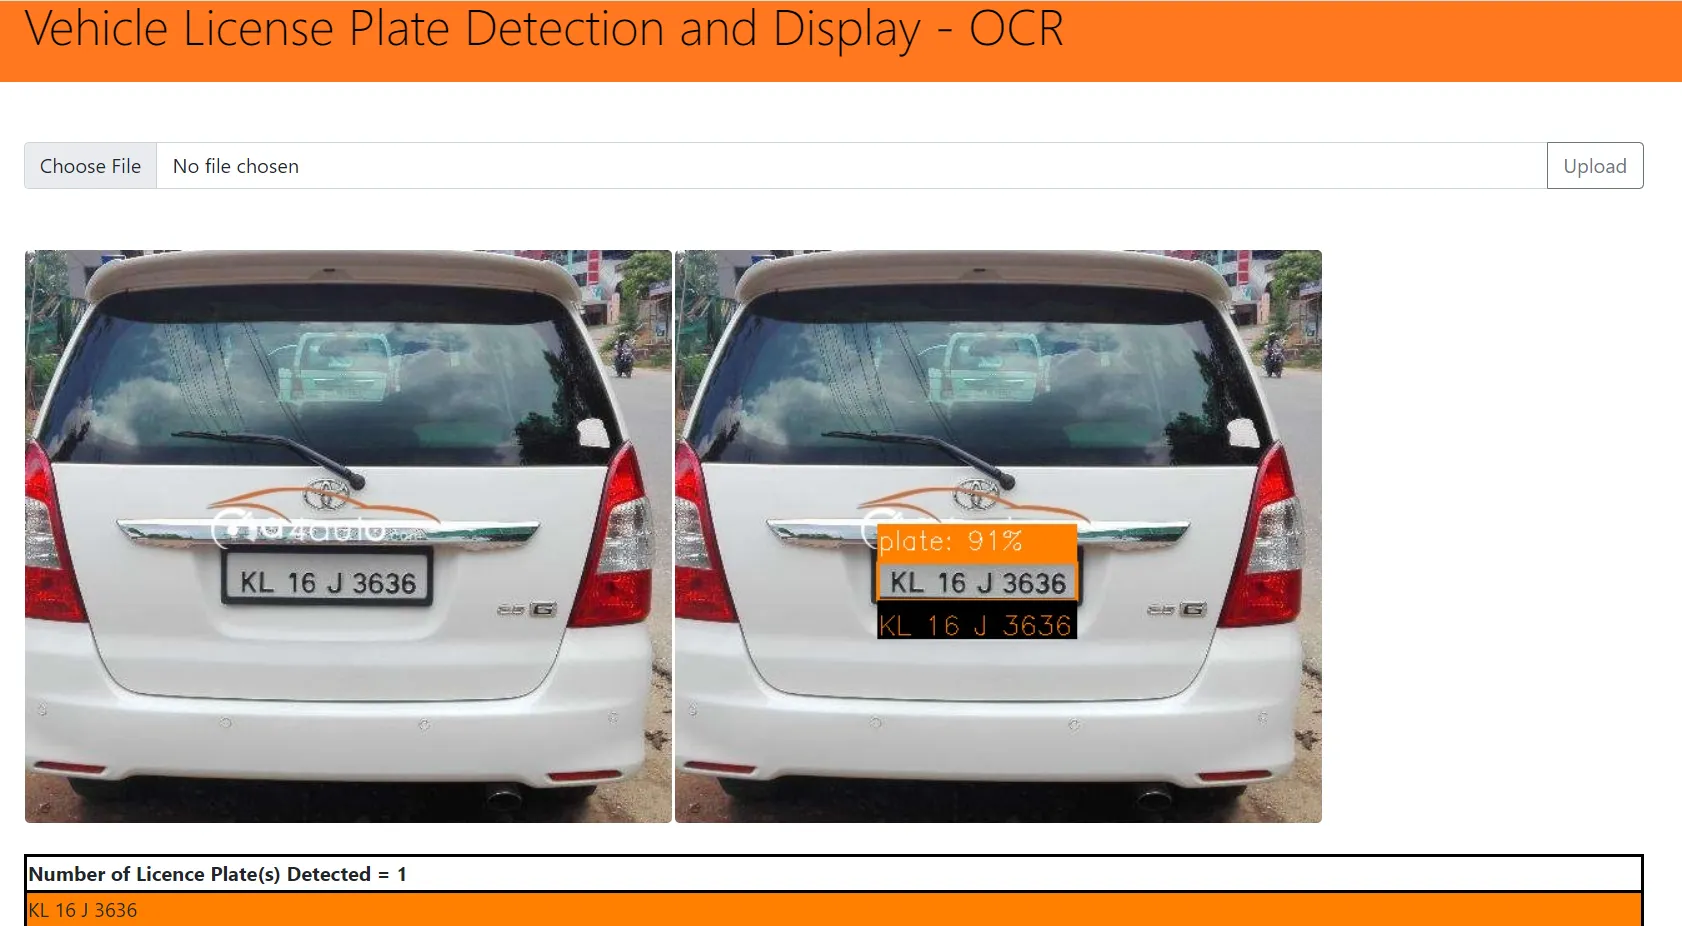 Vehicle License Plate Detection and Display - OCR
Choose File No file chosen Upload
KL 16 J 3636
plate: 91%
KL 16 J 3636
KL 16 J 3636
Number of Licence Plate(s) Detected = 1
KL 16 J 3636